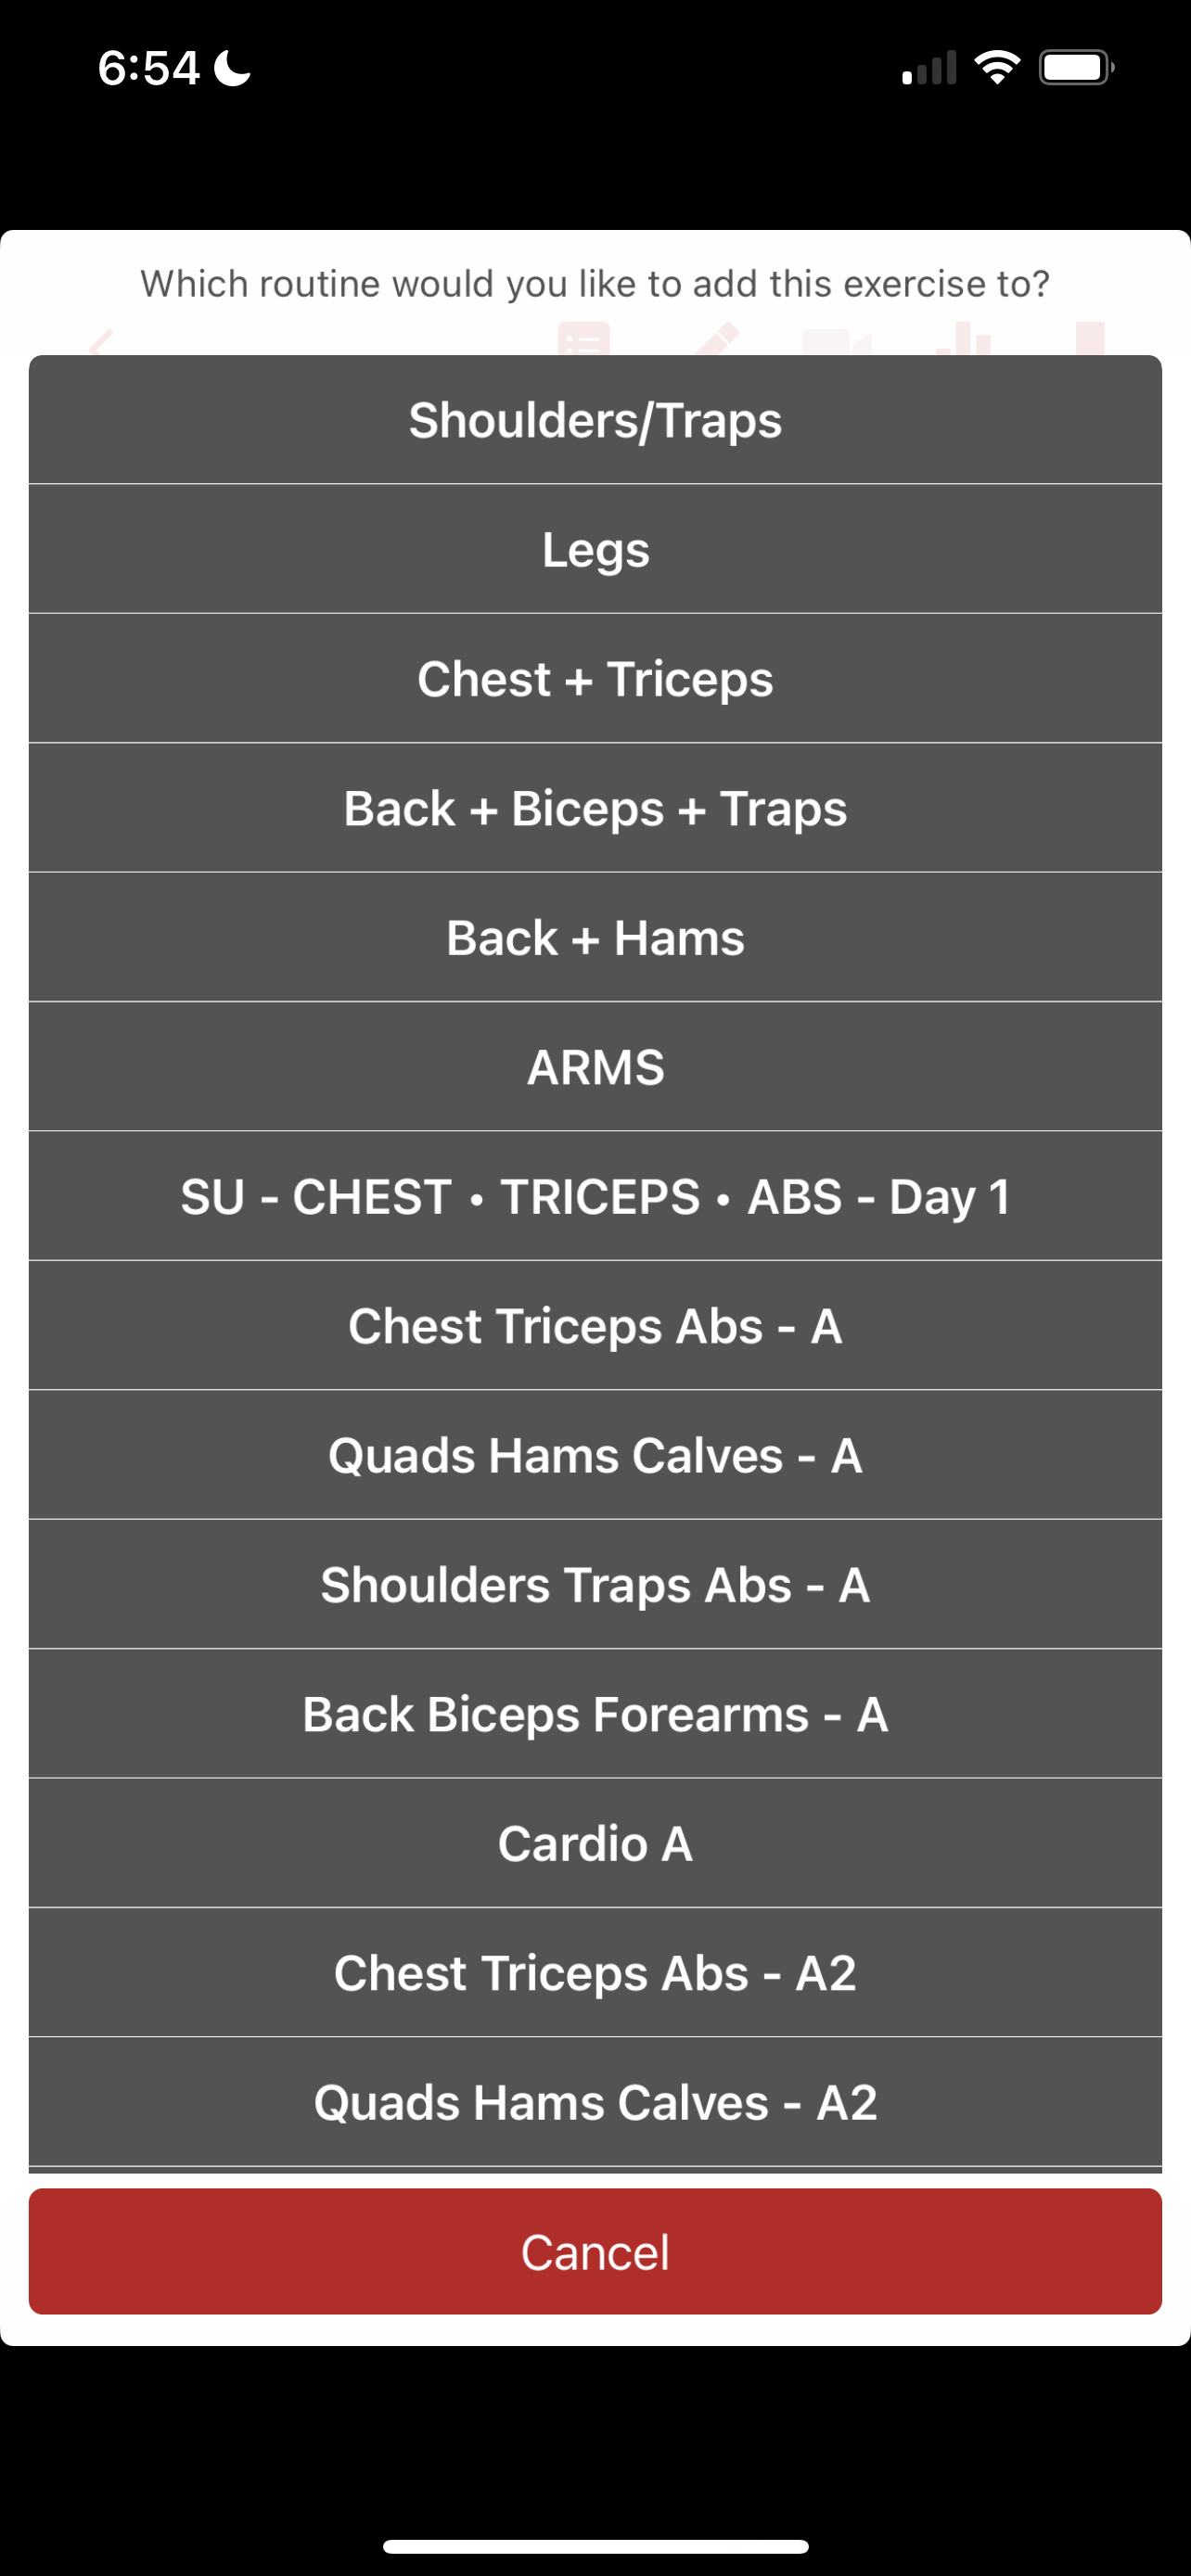 6:54
Which routine would you like to add this exercise to?
Shoulders/Traps
Legs
Chest + Triceps
Back + Biceps + Traps
Back + Hams
ARMS
SU - CHEST • TRICEPS • ABS - Day 1
Chest Triceps Abs - A
Quads Hams Calves - A
Shoulders Traps Abs - A
Back Biceps Forearms - A
Cardio A
Chest Triceps Abs - A2
Quads Hams Calves - A2
Cancel